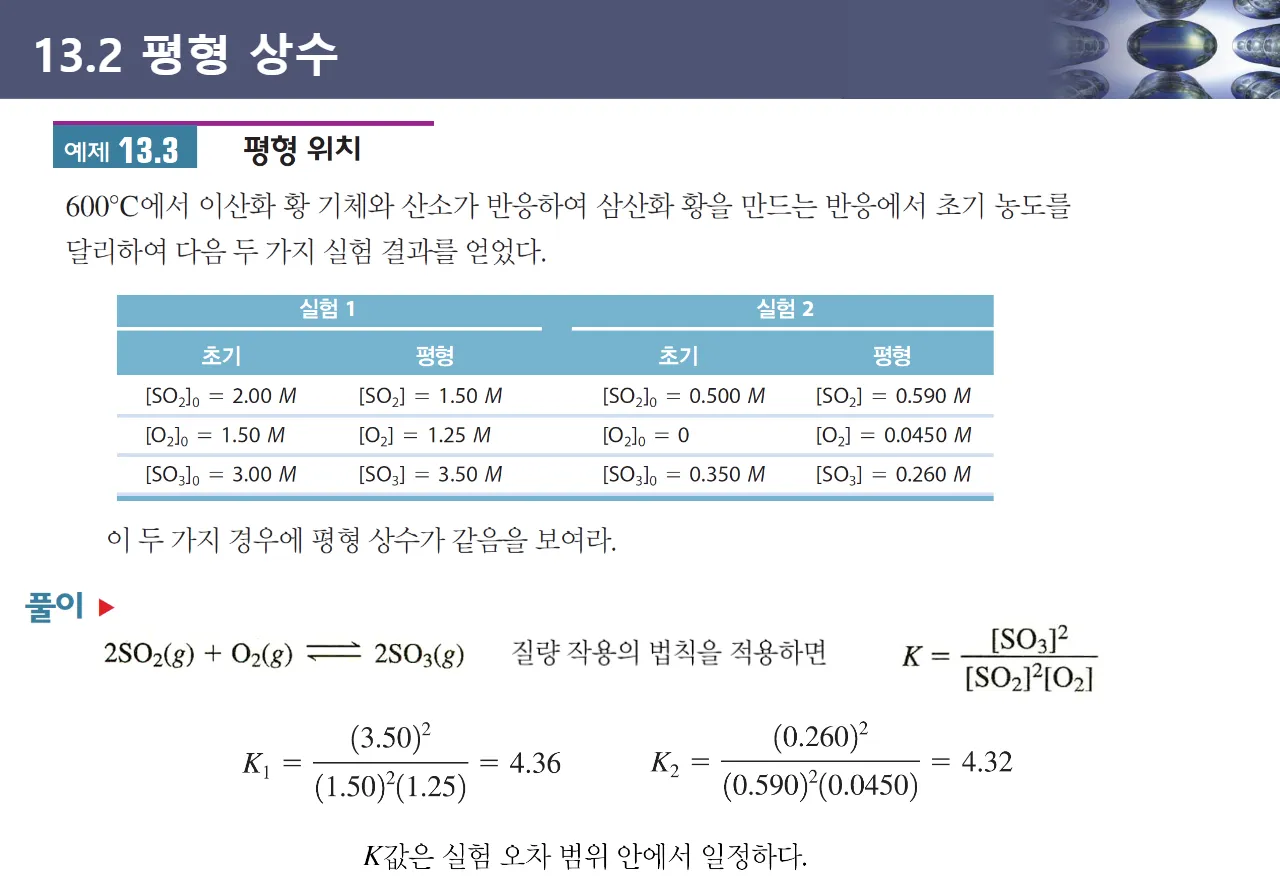 13.2 평형 상수
예제 13.3 평형 위치
600°C에서 이산화 황 기체와 산소가 반응하여 삼산화 황을 만드는 반응에서 초기 농도를
달리하여 다음 두 가지 실험 결과를 얻었다.
실험 1 실험 2
초기 평형 초기 평형
[SO₂]₀ = 2.00 M [SO₂] = 1.50 M [SO₂]₀ = 0.500 M [SO₂] = 0.590 M
[O₂]₀ = 1.50 M [O₂] = 1.25 M [O₂]₀ = 0 [O₂] = 0.0450 M
[SO₃]₀ = 3.00 M [SO₃] = 3.50 M [SO₃]₀ = 0.350 M [SO₃] = 0.260 M
이 두 가지 경우에 평형 상수가 같음을 보여라.
풀이 ▶
2SO₂(g) + O₂(g) ⇌ 2SO₃(g) 질량 작용의 법칙을 적용하면 K = [SO₃]² / [SO₂]²[O₂]
K₁ = (3.50)² / (1.50)²(1.25) = 4.36 K₂ = (0.260)² / (0.590)²(0.0450) = 4.32
K값은 실험 오차 범위 안에서 일정하다.